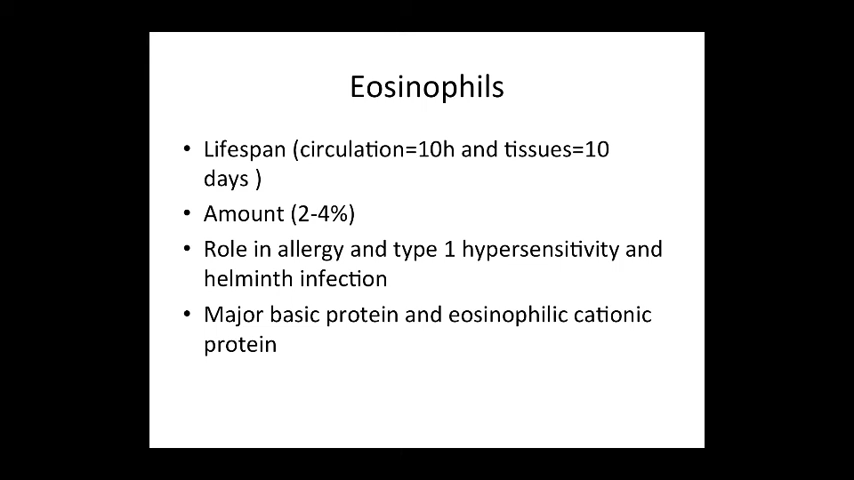 Eosinophils
• Lifespan (circulation=10h and tissues=10
days )
• Amount (2-4%)
• Role in allergy and type 1 hypersensitivity and
helminth infection
• Major basic protein and eosinophilic cationic
protein